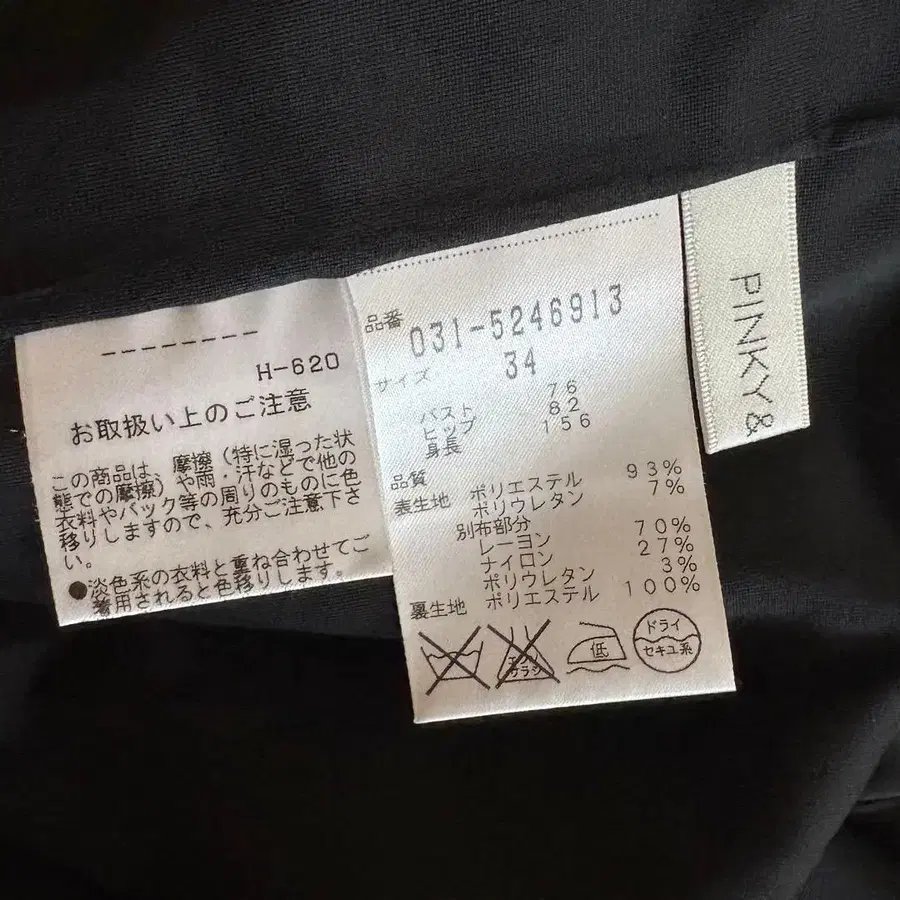 --------
H-620
お取扱い上のご注意
この商品は、摩擦（特に湿った状
態での摩擦）や雨・汗などで他の
衣料やバック等の周りのものに色
移りしますので、充分ご注意下さ
い。
●淡色系の衣料と重ね合わせてご
着用されると色移りします。
品番 031-5246913
サイズ 34
バスト 76
ヒップ 82
身長 156
品質
表生地 ポリエステル 93%
ポリウレタン 7%
別布部分
レーヨン 70%
ナイロン 27%
ポリウレタン 3%
裏生地 ポリエステル 100%
エンソ
サラシ
低
ドライ
セキユ系
PINKY&